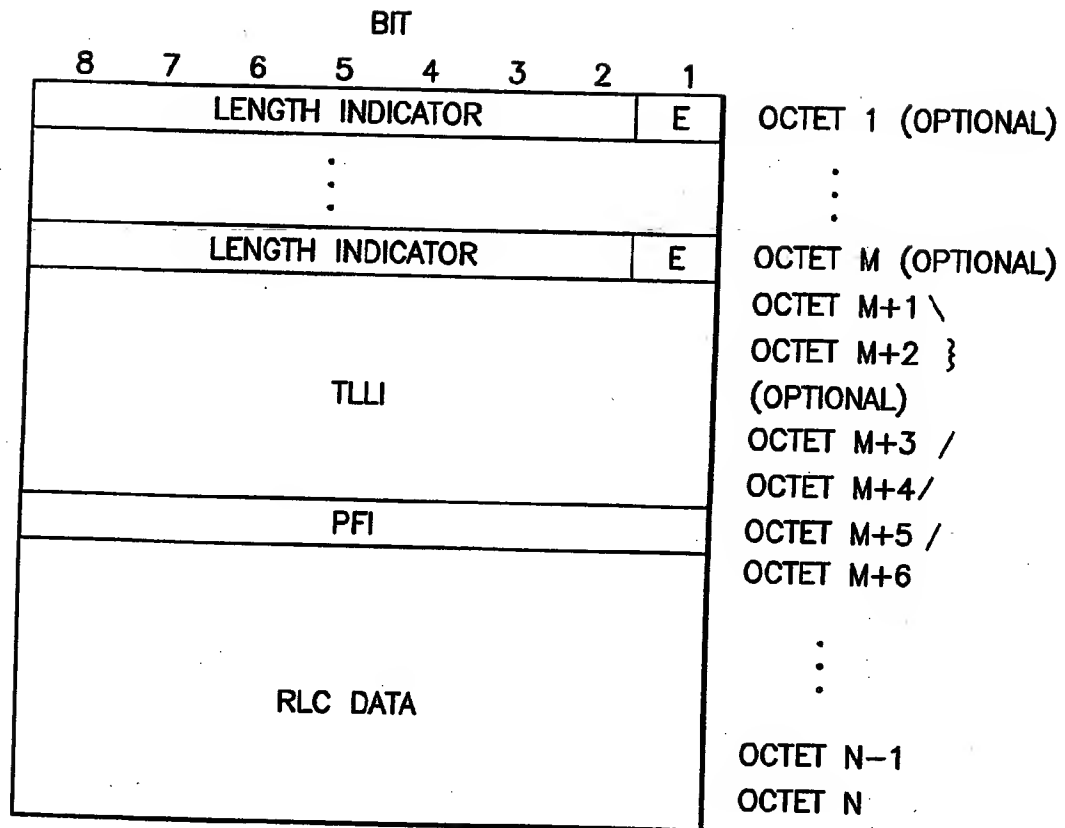 BIT
8 7 6 5 4 3 2 1
LENGTH INDICATOR E OCTET 1 (OPTIONAL)
LENGTH INDICATOR E OCTET M (OPTIONAL)
OCTET M+1 \
OCTET M+2 }
TLLI (OPTIONAL)
OCTET M+3 /
OCTET M+4/
PFI OCTET M+5 /
OCTET M+6
RLC DATA
OCTET N-1
OCTET N